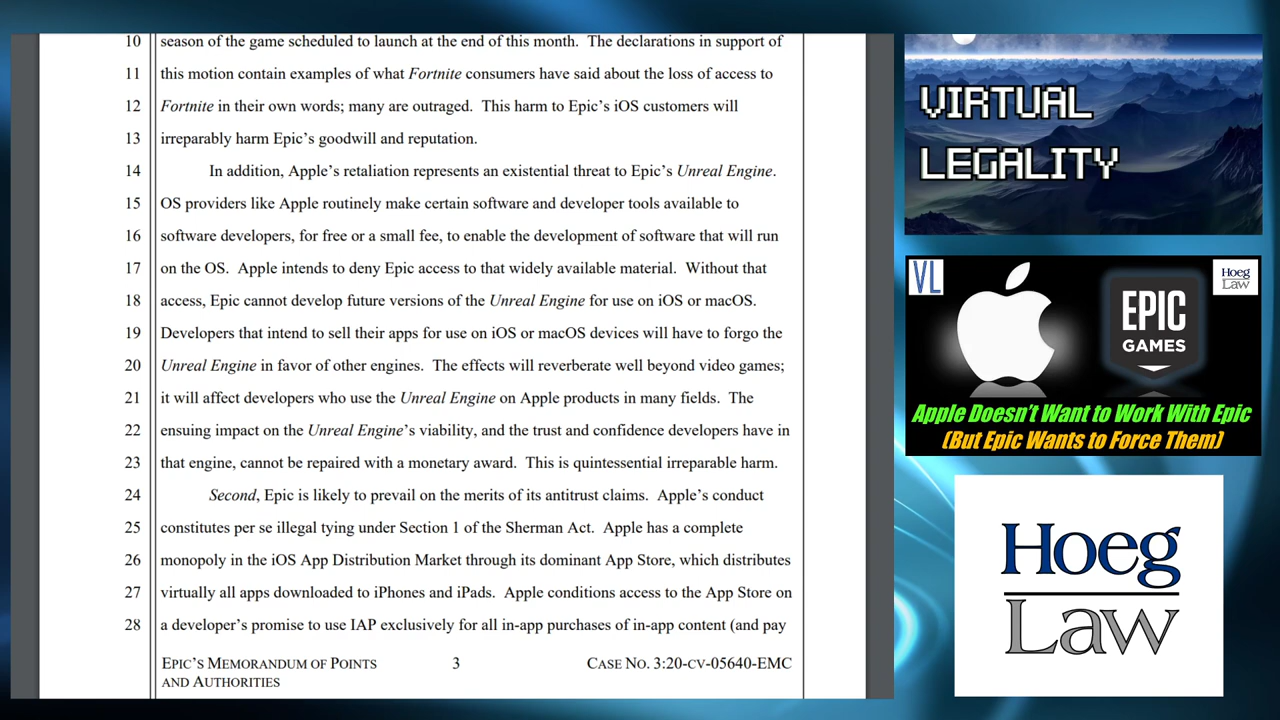 10 season of the game scheduled to launch at the end of this month. The declarations in support of
11 this motion contain examples of what Fortnite consumers have said about the loss of access to
12 Fortnite in their own words; many are outraged. This harm to Epic’s iOS customers will
13 irreparably harm Epic’s goodwill and reputation.
14 In addition, Apple’s retaliation represents an existential threat to Epic’s Unreal Engine.
15 OS providers like Apple routinely make certain software and developer tools available to
16 software developers, for free or a small fee, to enable the development of software that will run
17 on the OS. Apple intends to deny Epic access to that widely available material. Without that
18 access, Epic cannot develop future versions of the Unreal Engine for use on iOS or macOS.
19 Developers that intend to sell their apps for use on iOS or macOS devices will have to forgo the
20 Unreal Engine in favor of other engines. The effects will reverberate well beyond video games;
21 it will affect developers who use the Unreal Engine on Apple products in many fields. The
22 ensuing impact on the Unreal Engine’s viability, and the trust and confidence developers have in
23 that engine, cannot be repaired with a monetary award. This is quintessential irreparable harm.
24 Second, Epic is likely to prevail on the merits of its antitrust claims. Apple’s conduct
25 constitutes per se illegal tying under Section 1 of the Sherman Act. Apple has a complete
26 monopoly in the iOS App Distribution Market through its dominant App Store, which distributes
27 virtually all apps downloaded to iPhones and iPads. Apple conditions access to the App Store on
28 a developer’s promise to use IAP exclusively for all in-app purchases of in-app content (and pay
EPIC’S MEMORANDUM OF POINTS 3 CASE NO. 3:20-CV-05640-EMC
AND AUTHORITIES
VIRTUAL
LEGALITY
VL
Hoeg
Law
EPIC
GAMES
Apple Doesn’t Want to Work With Epic
(But Epic Wants to Force Them)
Hoeg
Law